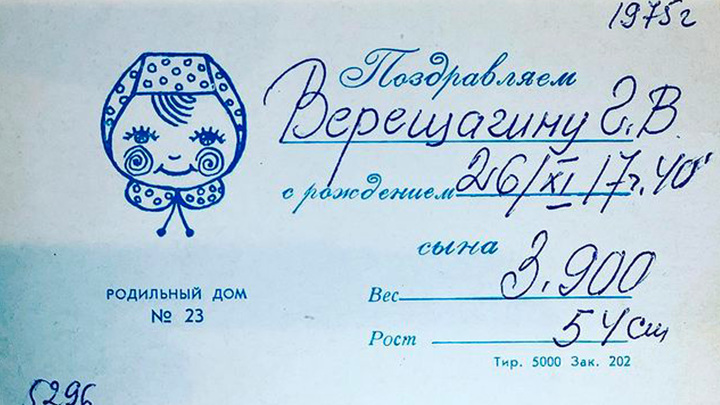 1975г
Поздравляем
Верещагину Г.В.
с рождением 26/XI 17ч.40'
сына
Вес 3.900
Рост 54см
РОДИЛЬНЫЙ ДОМ
№ 23
Тир. 5000 Зак. 202
5296